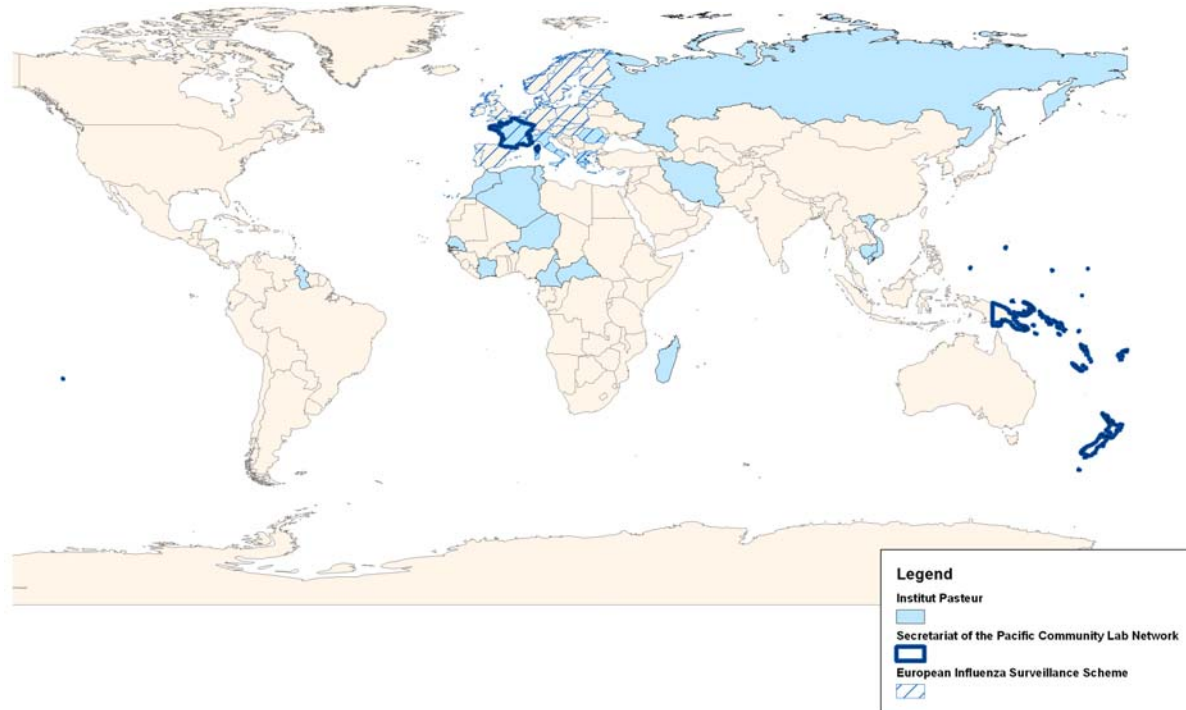 Legend
Institut Pasteur
Secretariat of the Pacific Community Lab Network
European Influenza Surveillance Scheme